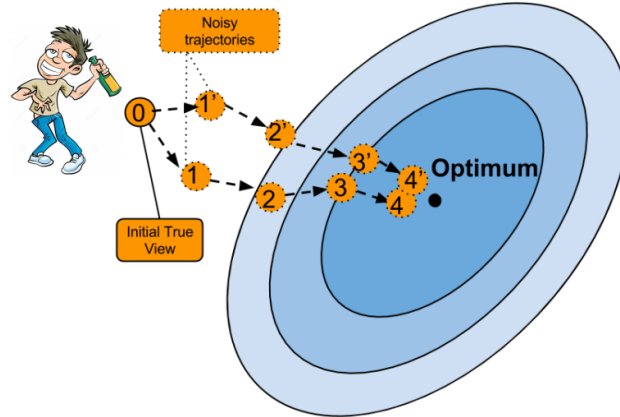 Noisy
trajectories
0
1'
2'
3'
4'
Optimum
1
2
3
4
Initial True
View